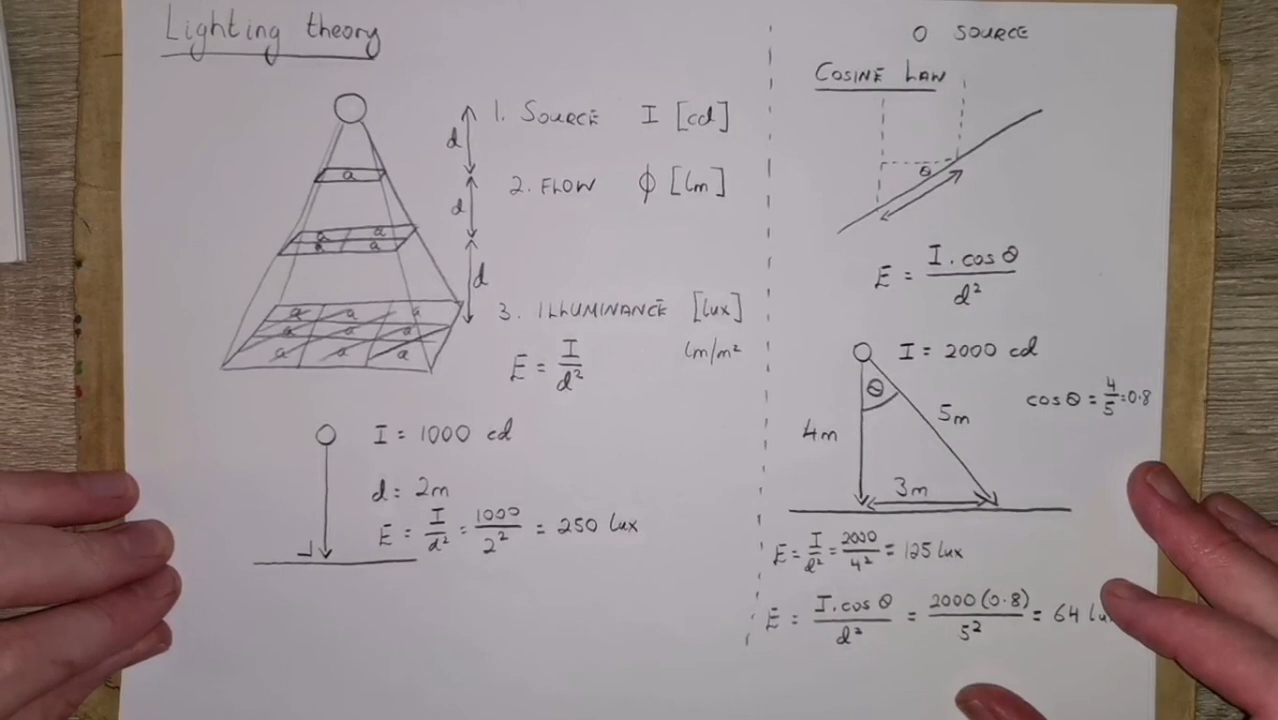 Lighting theory
d
d
d
a
a a
a a
a a a
a a a
a a a
1. SOURCE I [cd]
2. FLOW ϕ [lm]
3. ILLUMINANCE [lux]
lm/m²
E = I/d²
I = 1000 cd
d = 2m
E = I/d² = 1000/2² = 250 lux
O SOURCE
COSINE LAW
θ
E = I.cos θ/d²
I = 2000 cd
θ
cos θ = 4/5 = 0.8
4m
5m
3m
E = I/d² = 2000/4² = 125 lux
E = I.cos θ/d² = 2000(0.8)/5² = 64